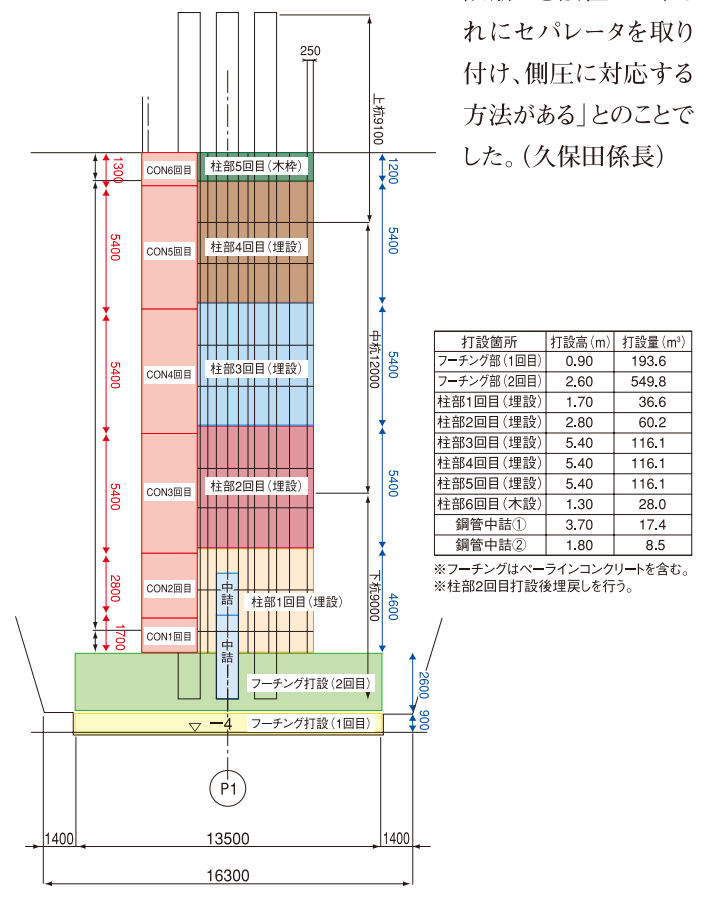 れにセパレータを取り
付け、側圧に対応する
方法がある」とのことで
した。(久保田係長)
250
上杭9100
1300
CON6回目
柱部5回目(木枠)
1200
5400
CON5回目
柱部4回目(埋設)
5400
5400
CON4回目
柱部3回目(埋設)
中杭12000
5400
5400
CON3回目
柱部2回目(埋設)
5400
2800
CON2回目
中詰
柱部1回目(埋設)
下杭9000
4600
1700
CON1回目
中詰
フーチング打設(2回目)
2600
−4
フーチング打設(1回目)
900
P1
1400
13500
1400
16300
打設箇所 打設高(m) 打設量(m³)
フーチング部(1回目) 0.90 193.6
フーチング部(2回目) 2.60 549.8
柱部1回目(埋設) 1.70 36.6
柱部2回目(埋設) 2.80 60.2
柱部3回目(埋設) 5.40 116.1
柱部4回目(埋設) 5.40 116.1
柱部5回目(埋設) 5.40 116.1
柱部6回目(木設) 1.30 28.0
鋼管中詰① 3.70 17.4
鋼管中詰② 1.80 8.5
※フーチングはベーラインコンクリートを含む。
※柱部2回目打設後埋戻しを行う。